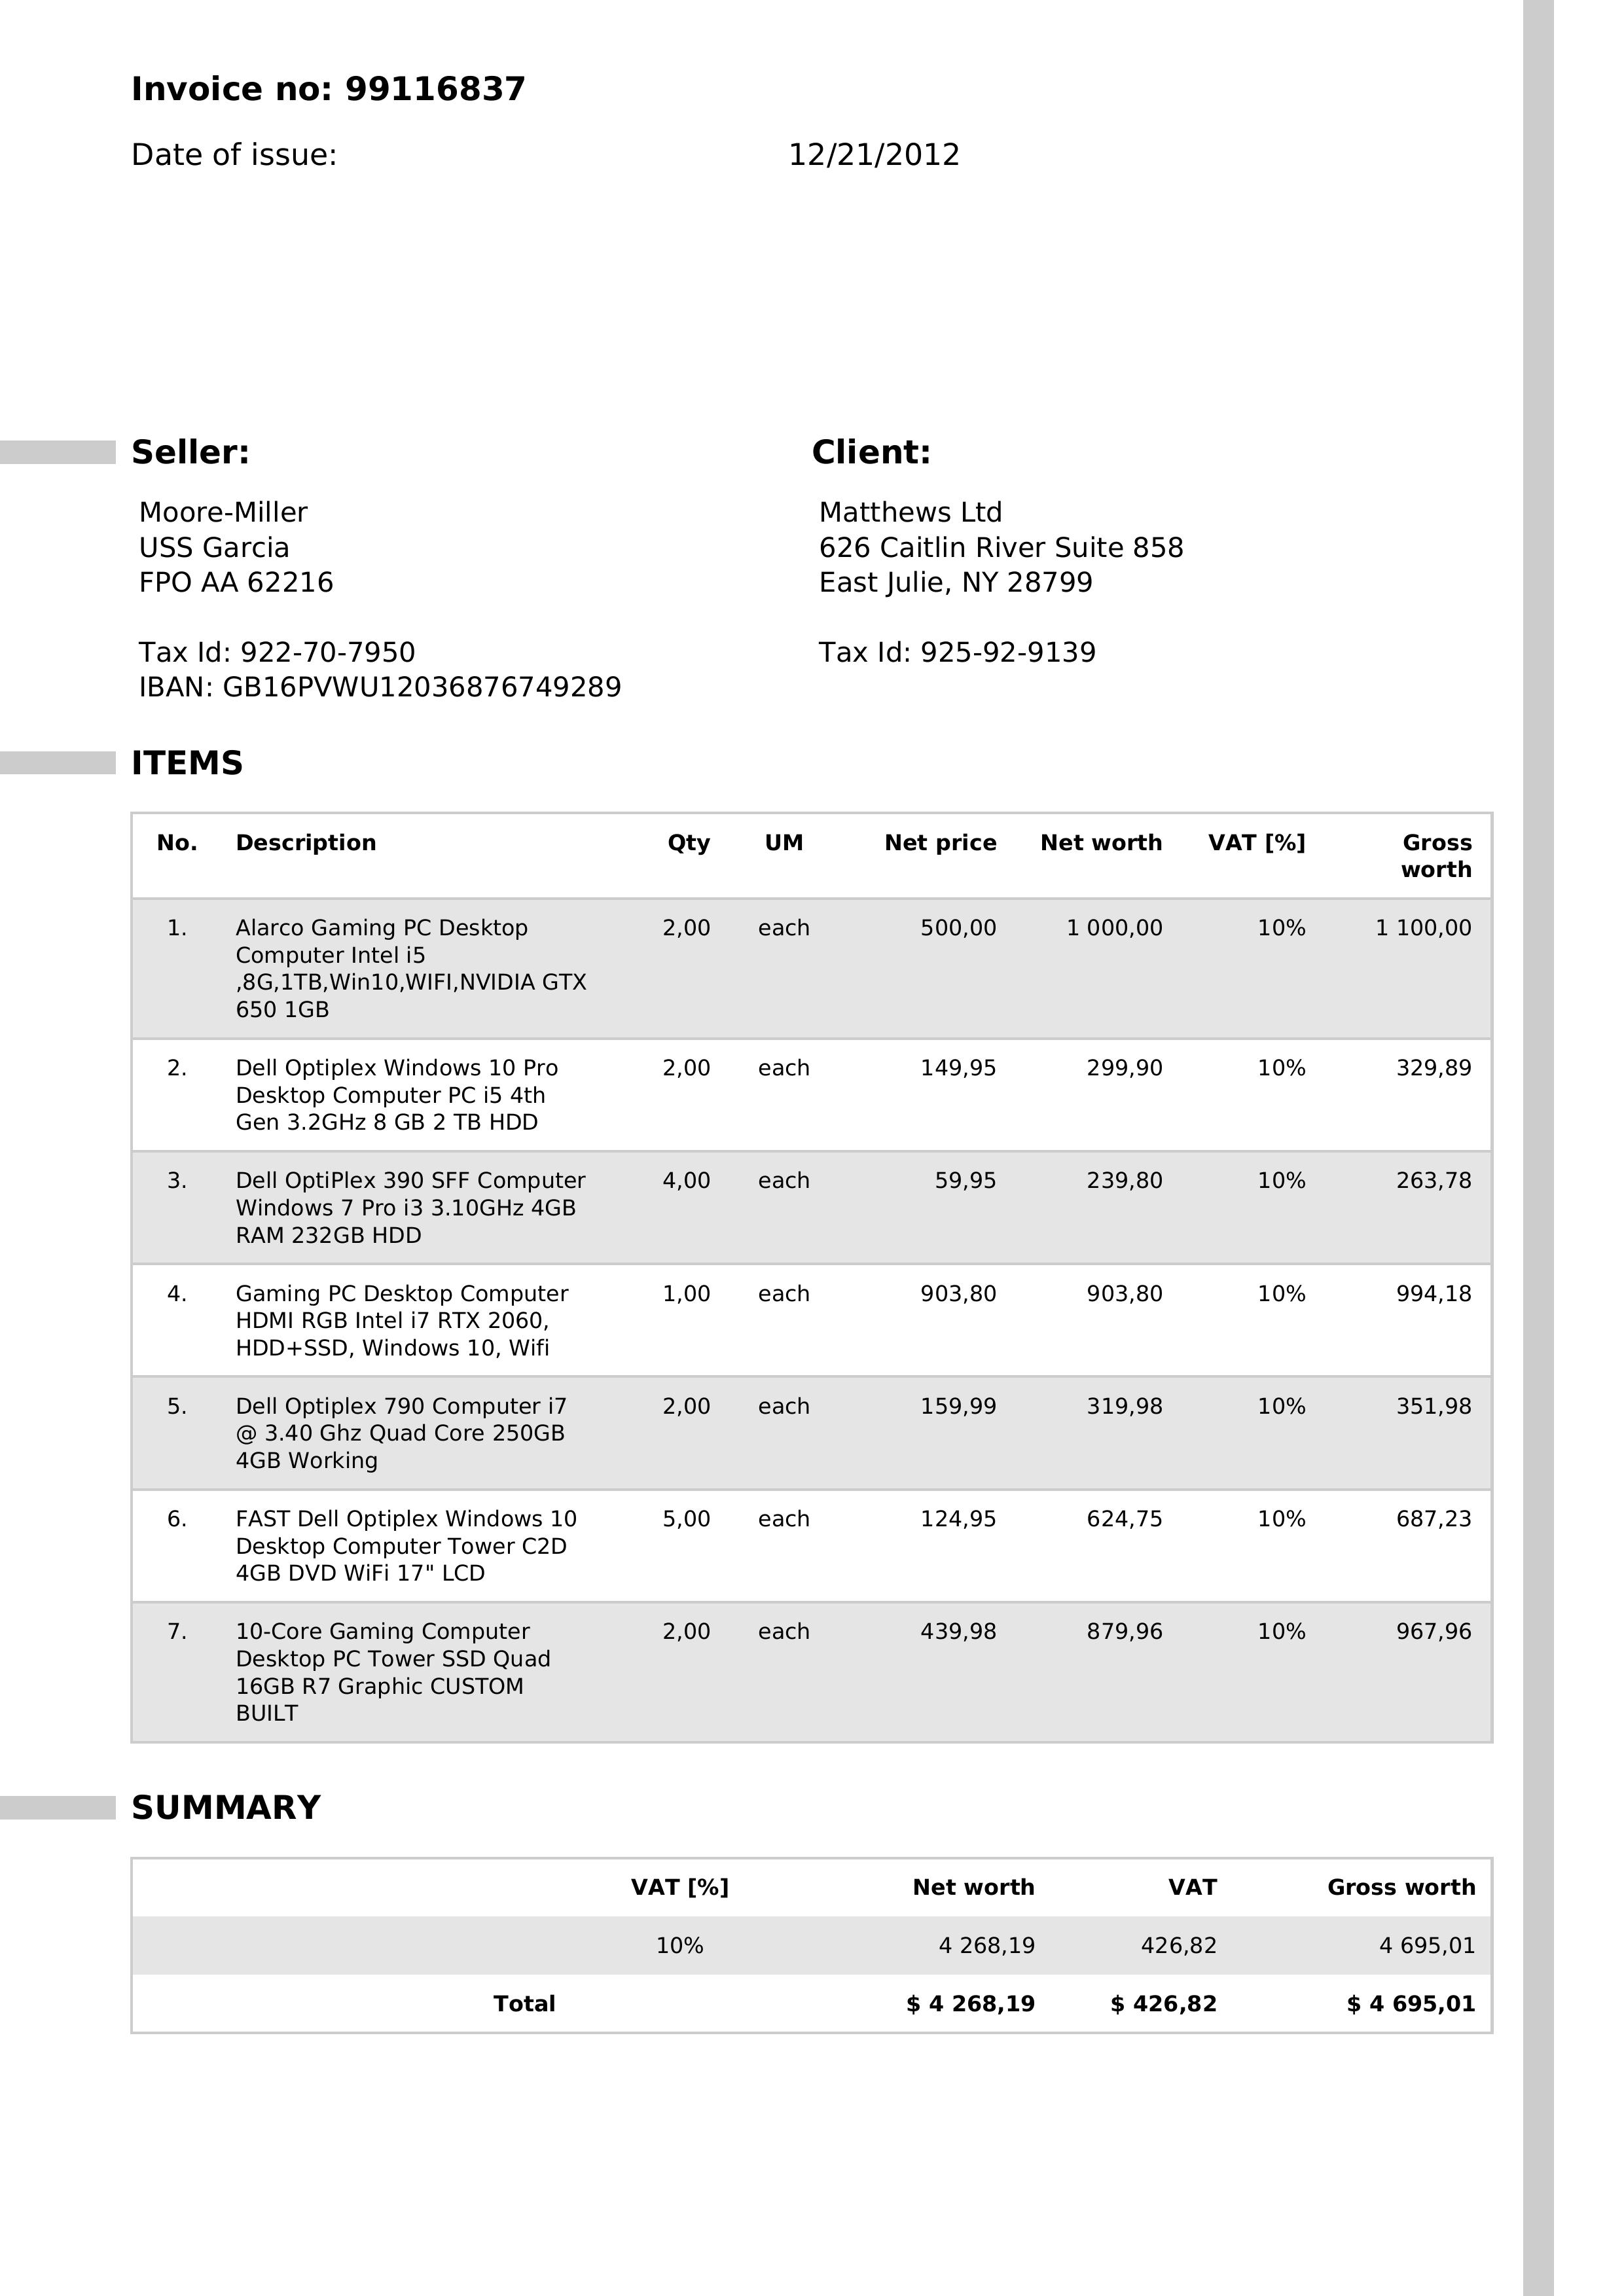 Invoice no: 99116837
Date of issue: 12/21/2012
Seller:
Moore-Miller
USS Garcia
FPO AA 62216
Tax Id: 922-70-7950
IBAN: GB16PVWU12036876749289
Client:
Matthews Ltd
626 Caitlin River Suite 858
East Julie, NY 28799
Tax Id: 925-92-9139
ITEMS
No. Description Qty UM Net price Net worth VAT [%] Gross
worth
1. Alarco Gaming PC Desktop 2,00 each 500,00 1 000,00 10% 1 100,00
Computer Intel i5
,8G,1TB,Win10,WIFI,NVIDIA GTX
650 1GB
2. Dell Optiplex Windows 10 Pro 2,00 each 149,95 299,90 10% 329,89
Desktop Computer PC i5 4th
Gen 3.2GHz 8 GB 2 TB HDD
3. Dell OptiPlex 390 SFF Computer 4,00 each 59,95 239,80 10% 263,78
Windows 7 Pro i3 3.10GHz 4GB
RAM 232GB HDD
4. Gaming PC Desktop Computer 1,00 each 903,80 903,80 10% 994,18
HDMI RGB Intel i7 RTX 2060,
HDD+SSD, Windows 10, Wifi
5. Dell Optiplex 790 Computer i7 2,00 each 159,99 319,98 10% 351,98
@ 3.40 Ghz Quad Core 250GB
4GB Working
6. FAST Dell Optiplex Windows 10 5,00 each 124,95 624,75 10% 687,23
Desktop Computer Tower C2D
4GB DVD WiFi 17" LCD
7. 10-Core Gaming Computer 2,00 each 439,98 879,96 10% 967,96
Desktop PC Tower SSD Quad
16GB R7 Graphic CUSTOM
BUILT
SUMMARY
VAT [%] Net worth VAT Gross worth
10% 4 268,19 426,82 4 695,01
Total $ 4 268,19 $ 426,82 $ 4 695,01